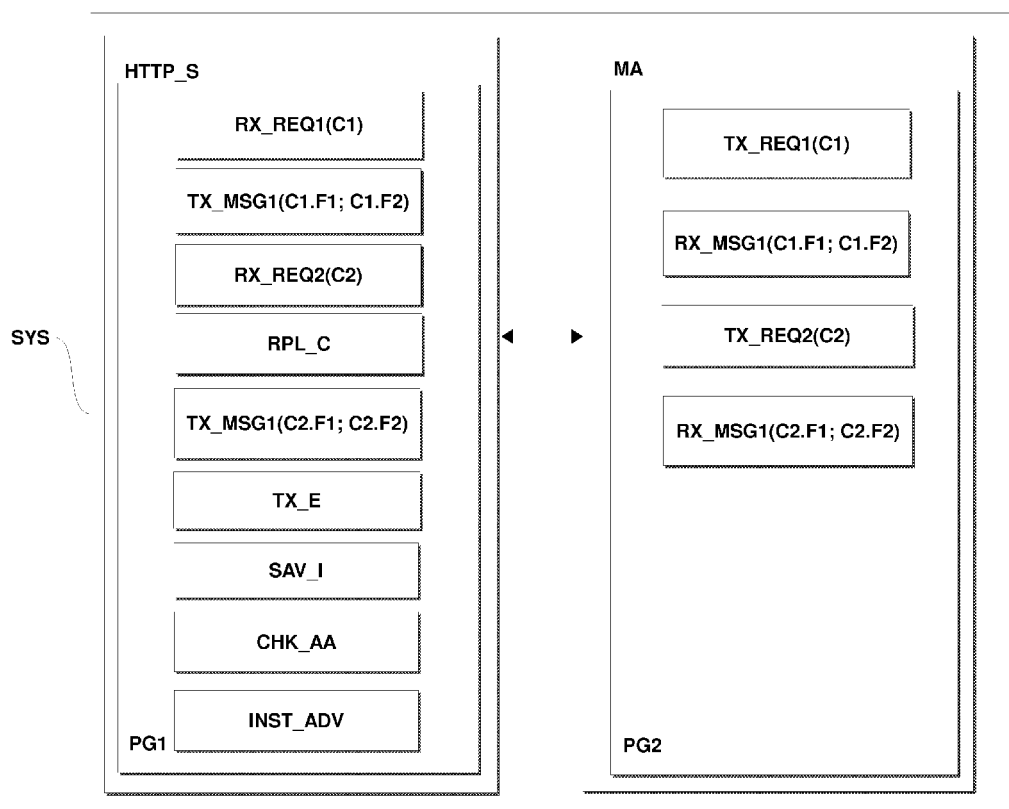 HTTP_S
RX_REQ1(C1)
TX_MSG1(C1.F1; C1.F2)
RX_REQ2(C2)
RPL_C
TX_MSG1(C2.F1; C2.F2)
TX_E
SAV_I
CHK_AA
INST_ADV
PG1
SYS
MA
TX_REQ1(C1)
RX_MSG1(C1.F1; C1.F2)
TX_REQ2(C2)
RX_MSG1(C2.F1; C2.F2)
PG2